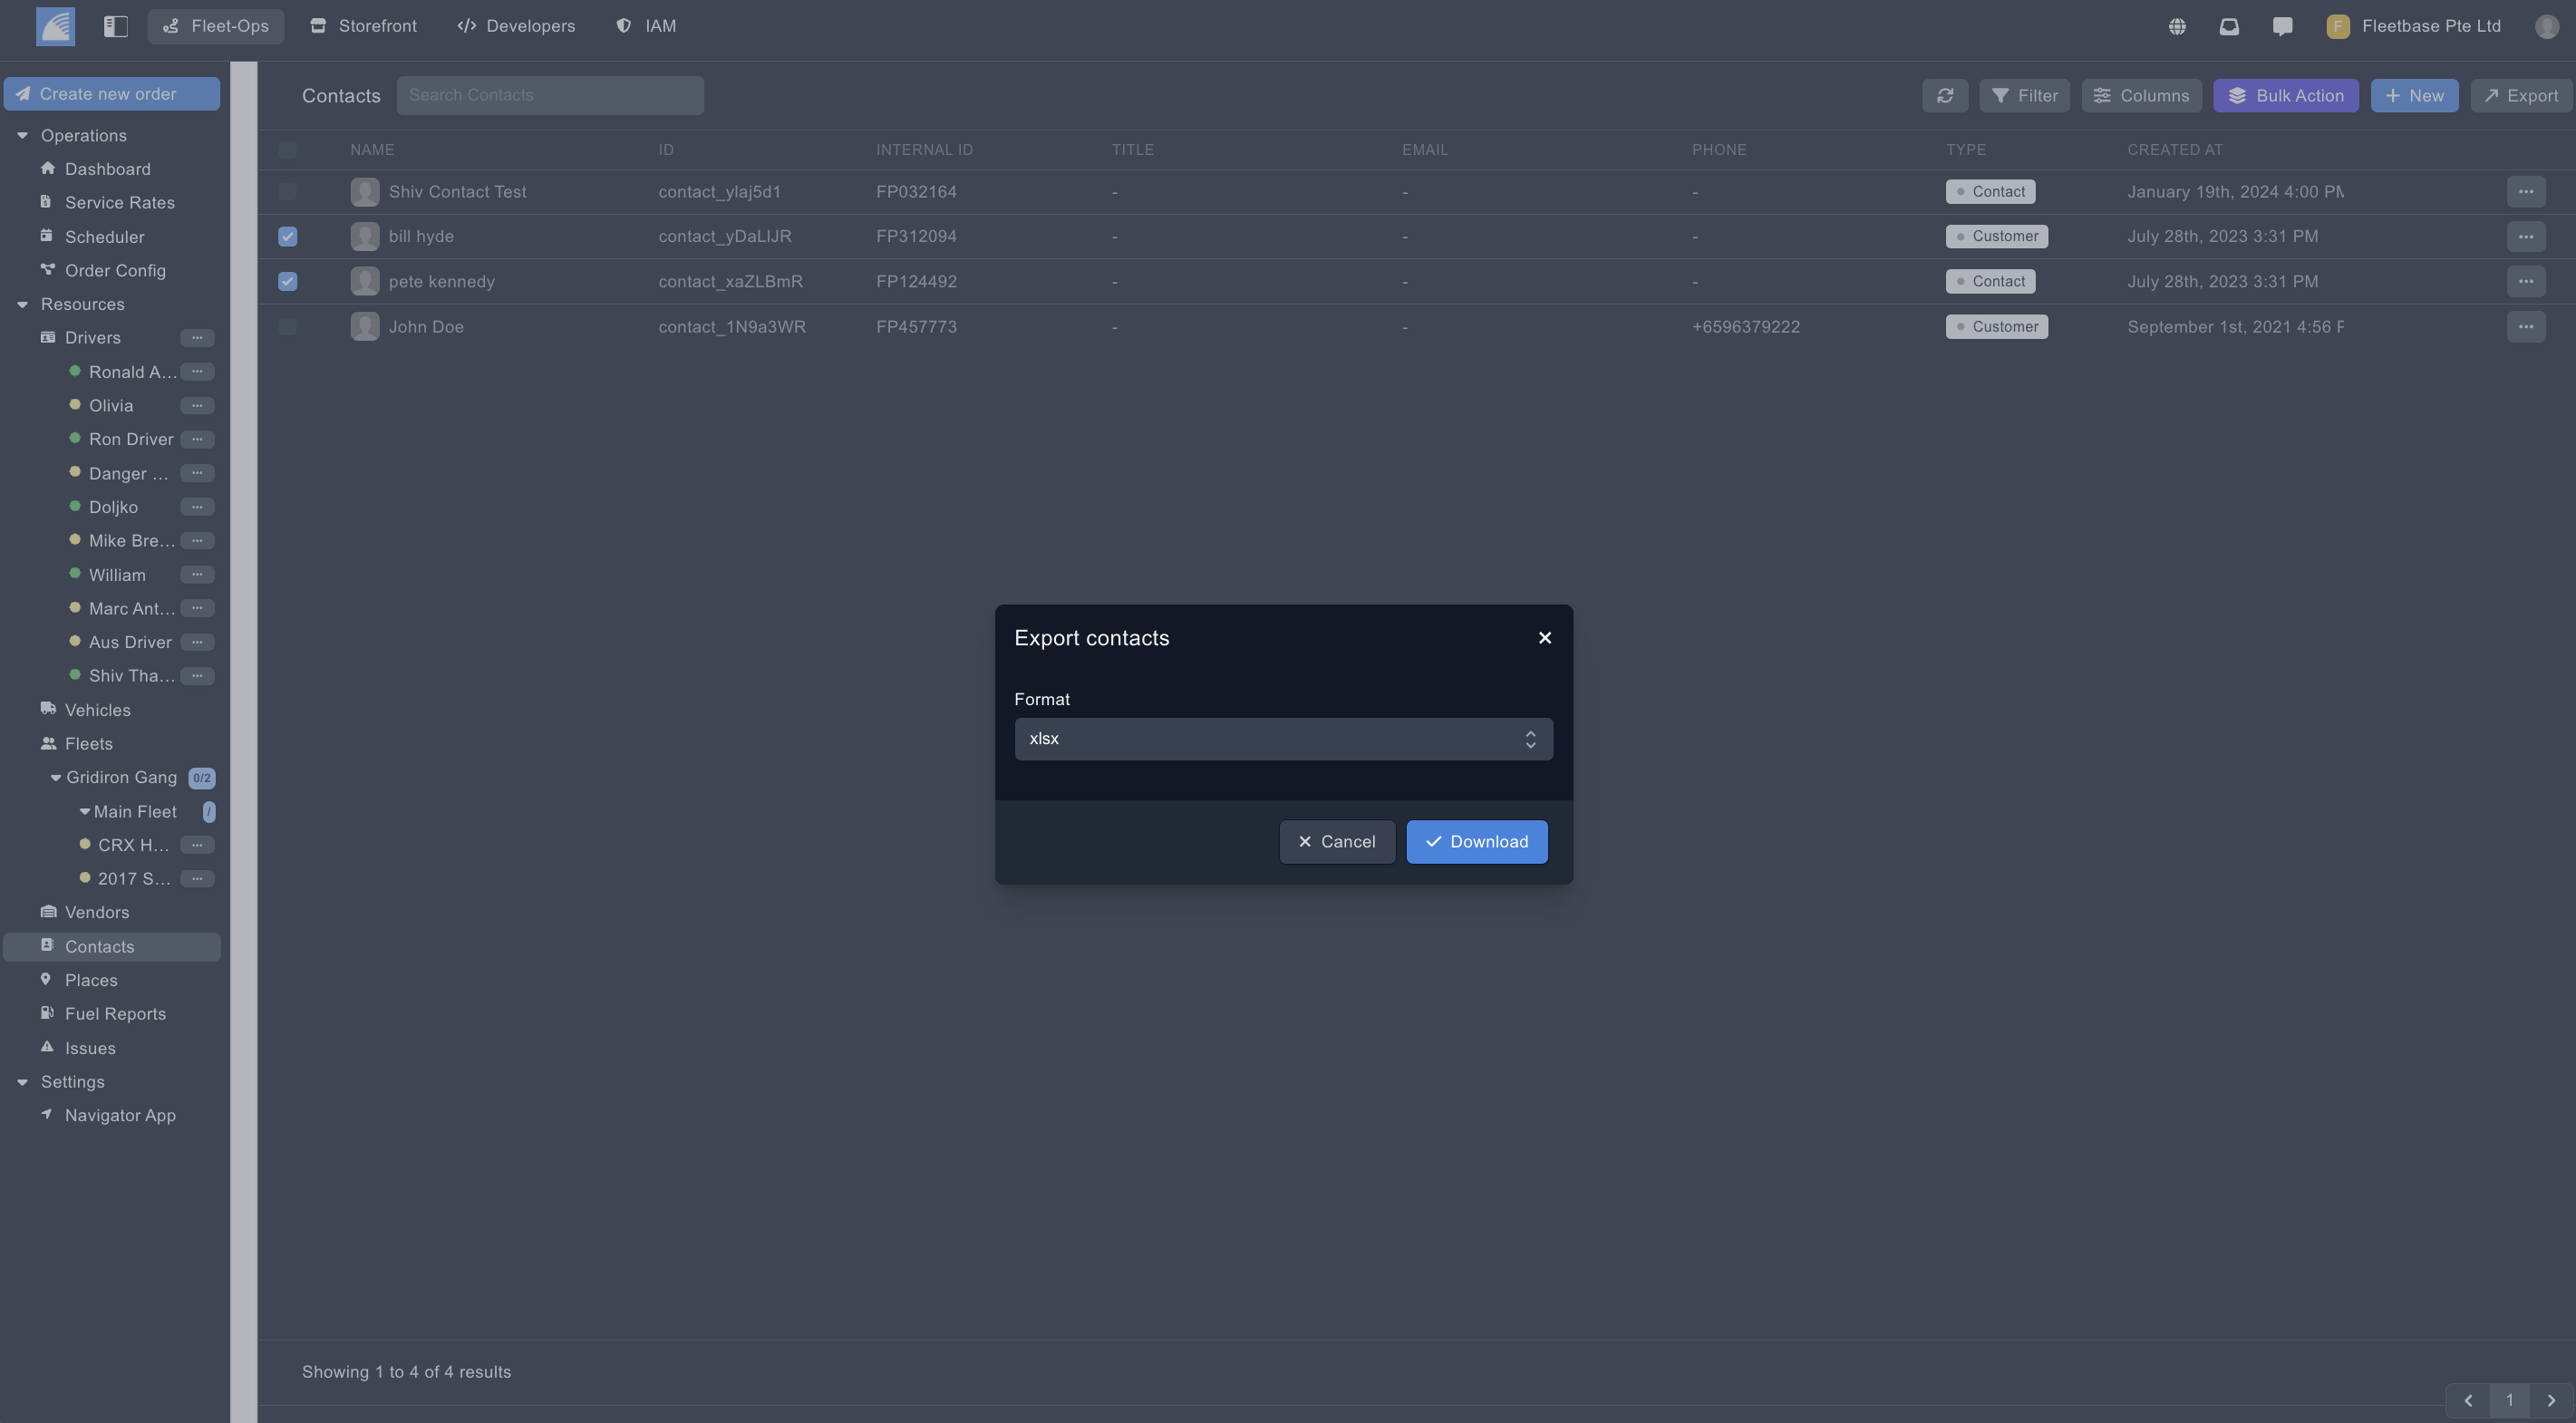 Fleet-Ops Storefront Developers IAM F Fleetbase Pte Ltd
Create new order
Operations
Dashboard
Service Rates
Scheduler
Order Config
Resources
Drivers
Ronald A...
Olivia
Ron Driver
Danger ...
Doljko
Mike Bre...
William
Marc Ant...
Aus Driver
Shiv Tha...
Vehicles
Fleets
Gridiron Gang 0/2
Main Fleet /
CRX H...
2017 S...
Vendors
Contacts
Places
Fuel Reports
Issues
Settings
Navigator App
Contacts Search Contacts Filter Columns Bulk Action New Export
NAME ID INTERNAL ID TITLE EMAIL PHONE TYPE CREATED AT
Shiv Contact Test contact_ylaj5d1 FP032164 - - - Contact January 19th, 2024 4:00 PM
bill hyde contact_yDaLIJR FP312094 - - - Customer July 28th, 2023 3:31 PM
pete kennedy contact_xaZLBmR FP124492 - - - Contact July 28th, 2023 3:31 PM
John Doe contact_1N9a3WR FP457773 - - +6596379222 Customer September 1st, 2021 4:56 P
Export contacts
Format
xlsx
Cancel Download
Showing 1 to 4 of 4 results
1